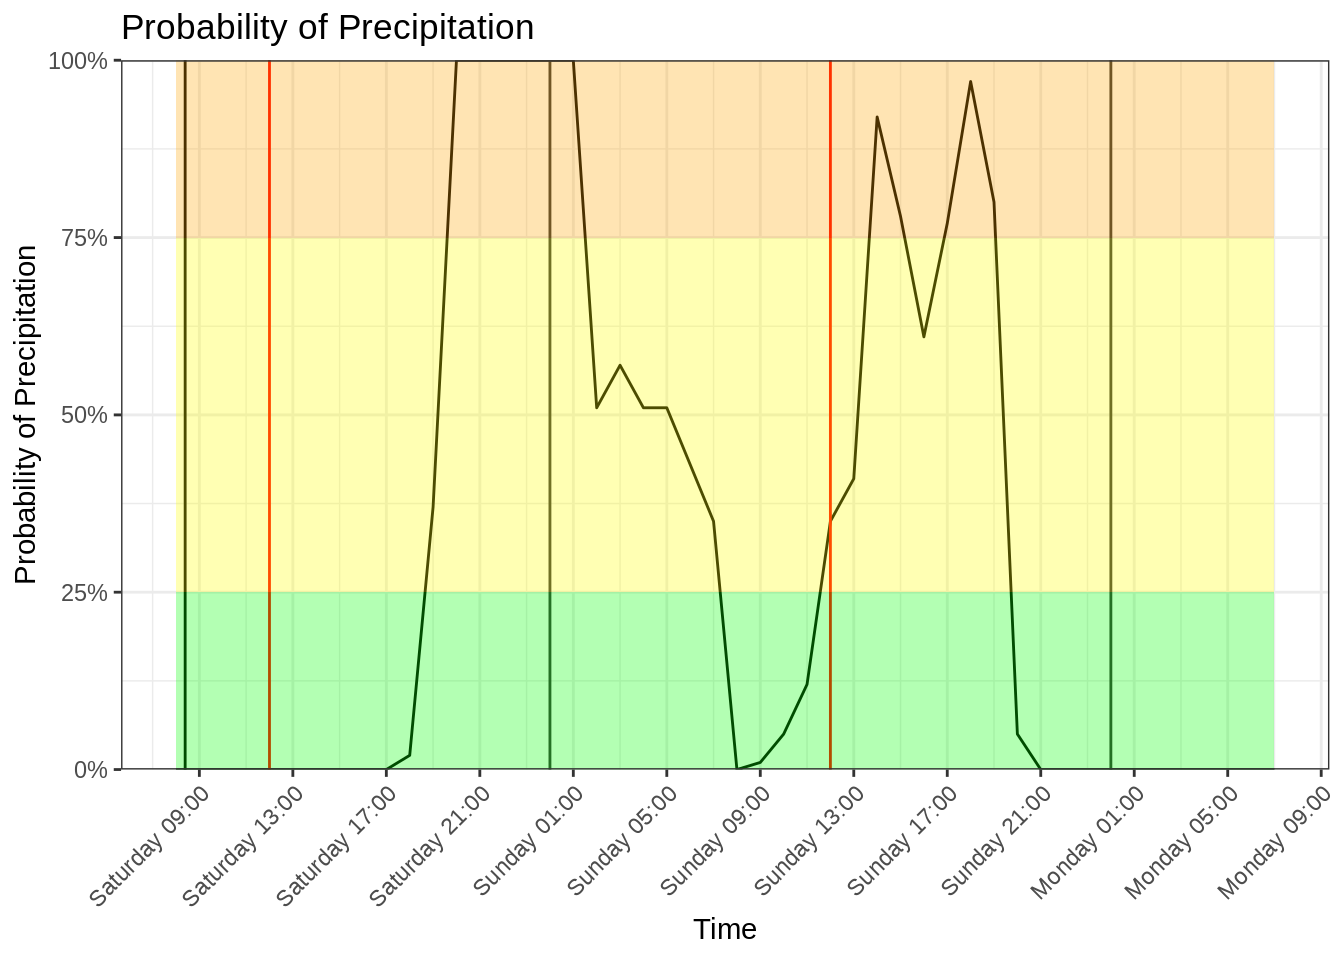 Probability of Precipitation
Probability of Precipitation
100%
75%
50%
25%
0%
Saturday 09:00
Saturday 13:00
Saturday 17:00
Saturday 21:00
Sunday 01:00
Sunday 05:00
Sunday 09:00
Sunday 13:00
Sunday 17:00
Sunday 21:00
Monday 01:00
Monday 05:00
Monday 09:00
Time